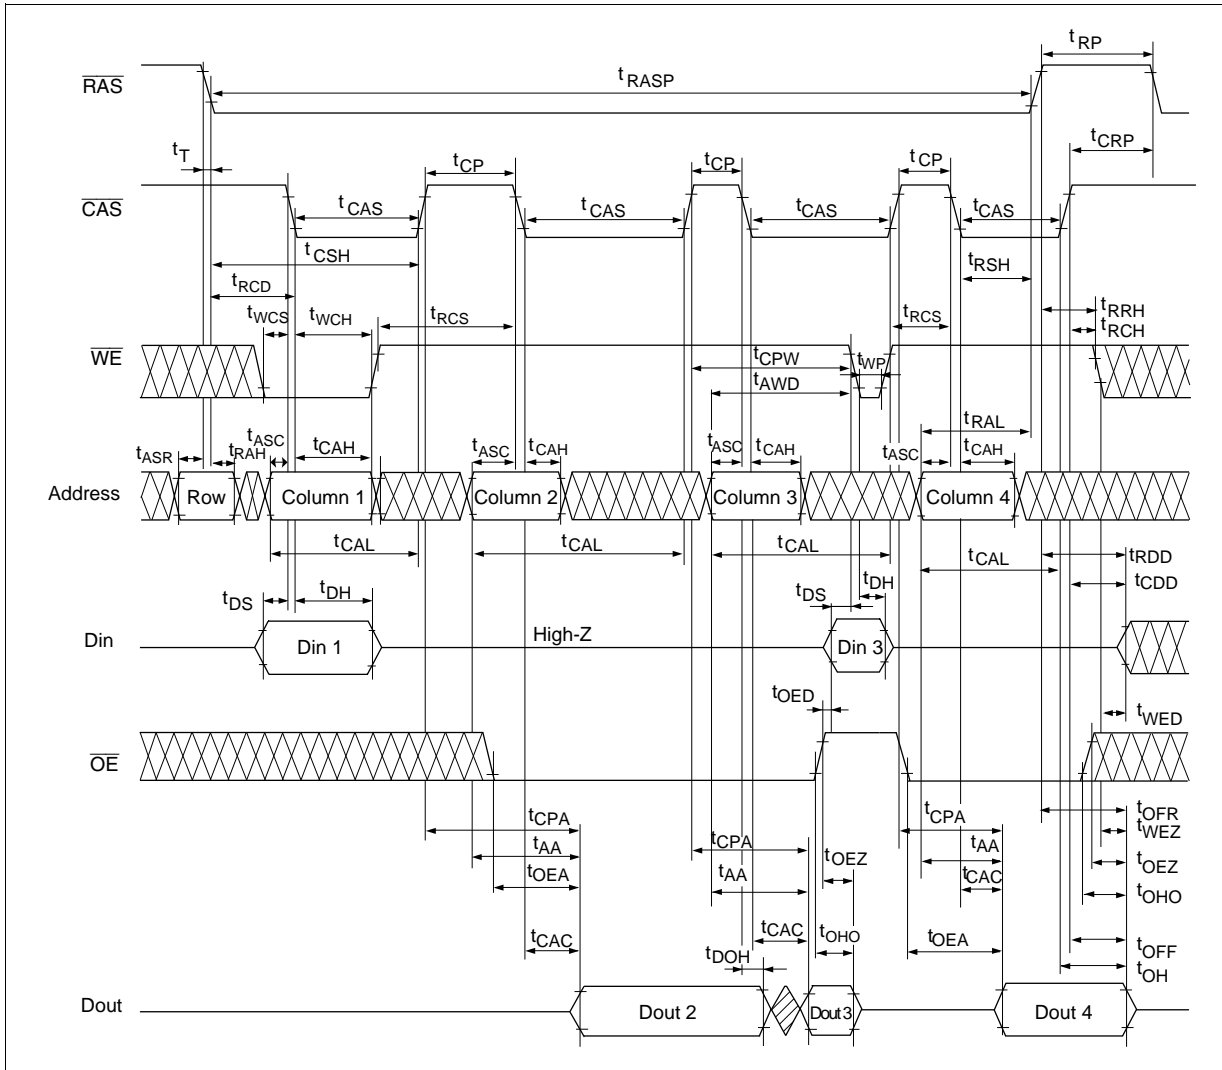 tRP
RAS
tRASP
tT
tCP
tCP
tCP
tCRP
CAS
tCAS
tCAS
tCAS
tCAS
tCSH
tRSH
tRCD
tWCS
tWCH
tRCS
tRCS
tRRH
tRCH
WE
tCPW
tWP
tAWD
tRAL
tASR
tRAH
tASC
tCAH
tASC
tCAH
tASC
tCAH
tASC
tCAH
Address
Row
Column 1
Column 2
Column 3
Column 4
tCAL
tCAL
tCAL
tCAL
tRDD
tCDD
tDS
tDH
tDS
tDH
Din
Din 1
High-Z
Din 3
tOED
tWED
OE
tCPA
tCPA
tCPA
tOFR
tWEZ
tAA
tAA
tOEZ
tAA
tOEZ
tOEA
tCAC
tOHO
tCAC
tCAC
tDOH
tOHO
tOEA
tOFF
tOH
Dout
Dout 2
Dout 3
Dout 4